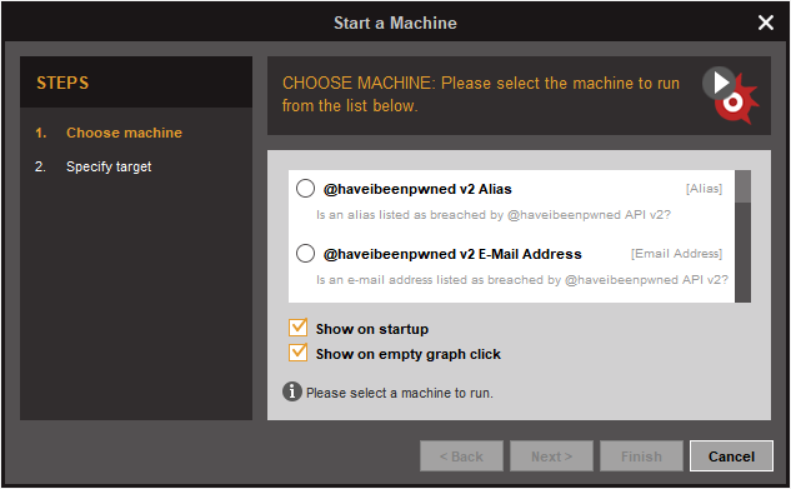 Start a Machine
STEPS
1. Choose machine
2. Specify target
CHOOSE MACHINE: Please select the machine to run
from the list below.
@haveibeenpwned v2 Alias [Alias]
Is an alias listed as breached by @haveibeenpwned API v2?
@haveibeenpwned v2 E-Mail Address [Email Address]
Is an e-mail address listed as breached by @haveibeenpwned API v2?
Show on startup
Show on empty graph click
Please select a machine to run.
< Back Next > Finish Cancel